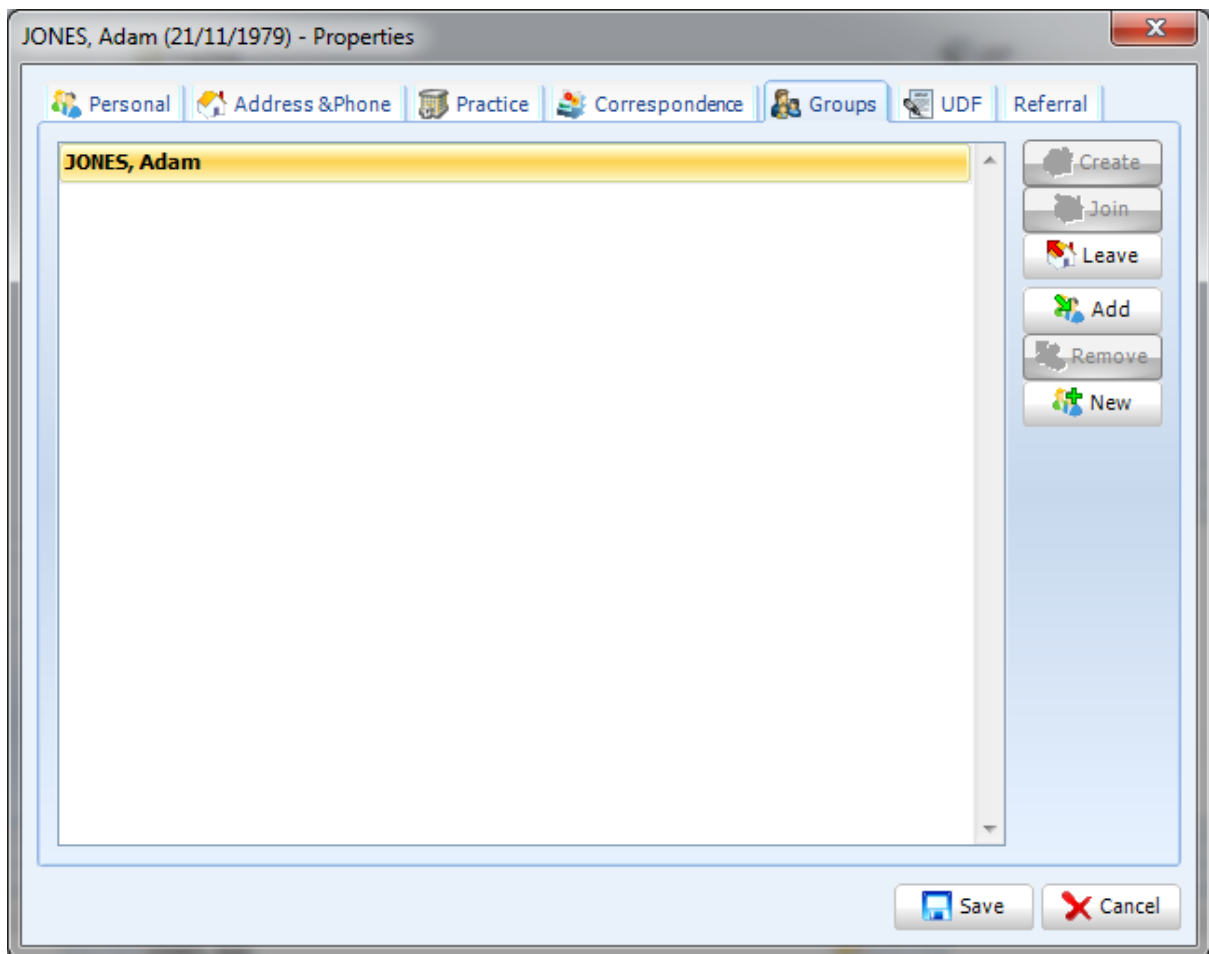 JONES, Adam (21/11/1979) - Properties
x
Personal Address &Phone Practice Correspondence Groups UDF Referral
JONES, Adam
Create
Join
Leave
Add
Remove
New
Save Cancel